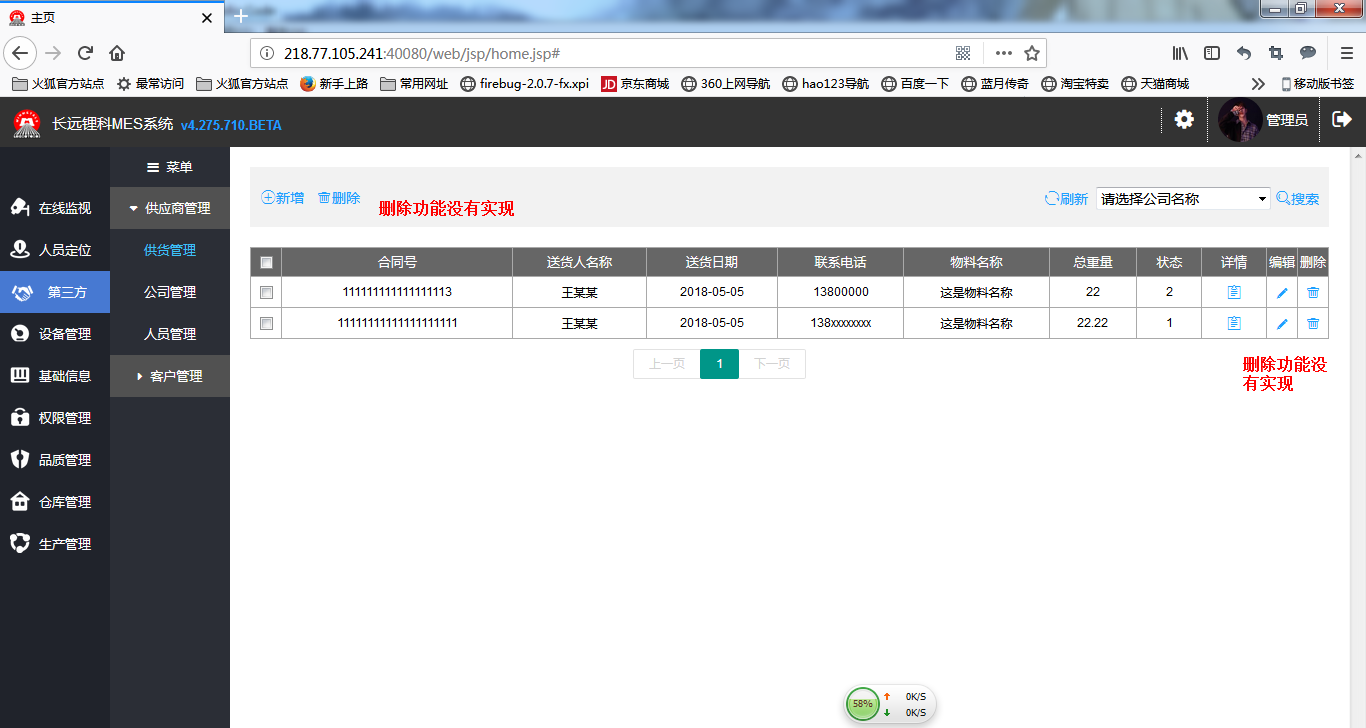 主页
218.77.105.241:40080/web/jsp/home.jsp#
火狐官方站点 最常访问 火狐官方站点 新手上路 常用网址 firebug-2.0.7-fx.xpi JD 京东商城 360上网导航 hao123导航 百度一下 蓝月传奇 淘宝特卖 天猫商城 移动版书签
长远锂科MES系统 v4.275.710.BETA 管理员
菜单
在线监视
人员定位
第三方
设备管理
基础信息
权限管理
品质管理
仓库管理
生产管理
供应商管理
供货管理
公司管理
人员管理
客户管理
新增 删除 删除功能没有实现 刷新 请选择公司名称 搜索
合同号 送货人名称 送货日期 联系电话 物料名称 总重量 状态 详情 编辑 删除
111111111111111113 王某某 2018-05-05 13800000 这是物料名称 22 2
11111111111111111111 王某某 2018-05-05 138xxxxxxxx 这是物料名称 22.22 1
上一页 1 下一页
删除功能没
有实现
58% 0K/S
0K/S